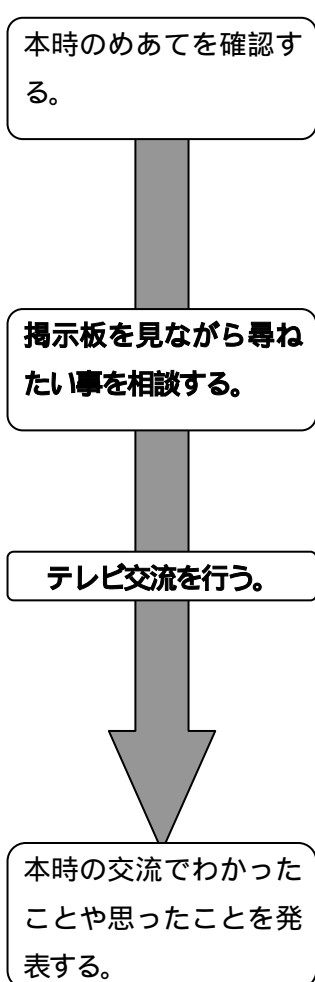 本時のめあてを確認す
る。
掲示板を見ながら尋ね
たい事を相談する。
テレビ交流を行う。
本時の交流でわかった
ことや思ったことを発
表する。